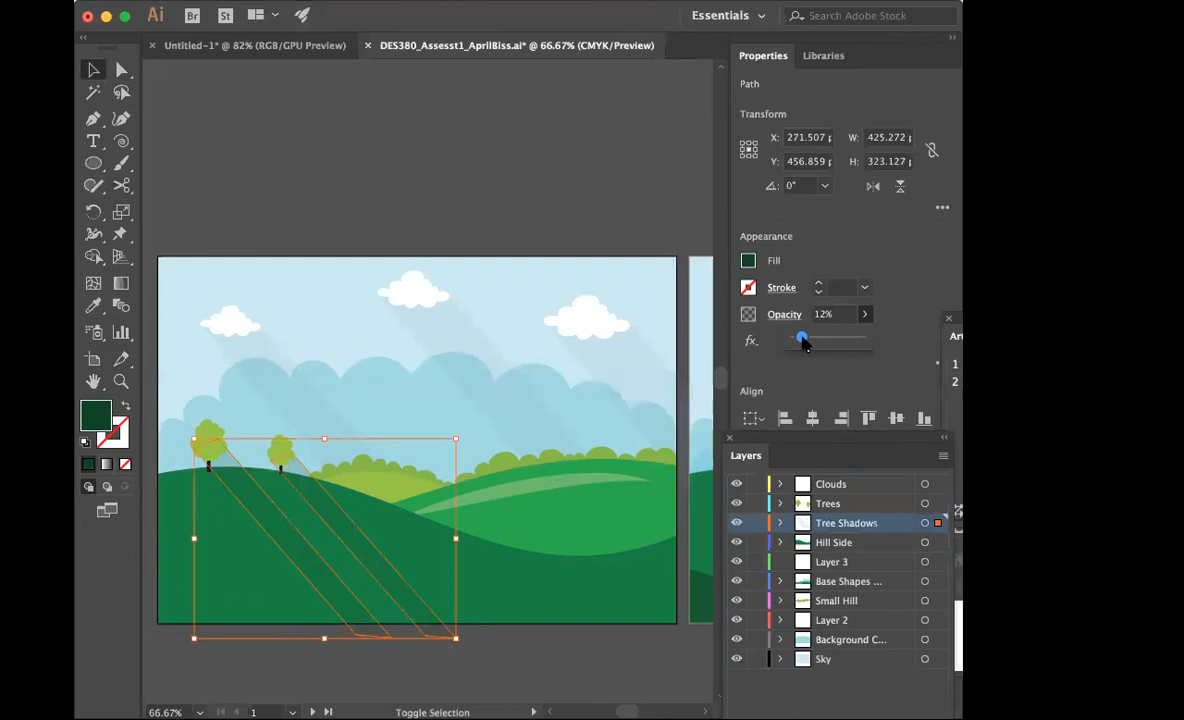 Ai Br St Essentials Search Adobe Stock
Untitled-1* @ 82% (RGB/GPU Preview) DES380_Assesst1_AprilBiss.ai* @ 66.67% (CMYK/Preview)
Properties Libraries
Path
Transform
X: 271.507 p W: 425.272 p
Y: 456.859 p H: 323.127 p
0°
Appearance
Fill
Stroke
Opacity 12%
fx.
Align
Layers
Clouds
Trees
Tree Shadows
Hill Side
Layer 3
Base Shapes ...
Small Hill
Layer 2
Background C...
Sky
Art
1
2
66.67% 1 Toggle Selection